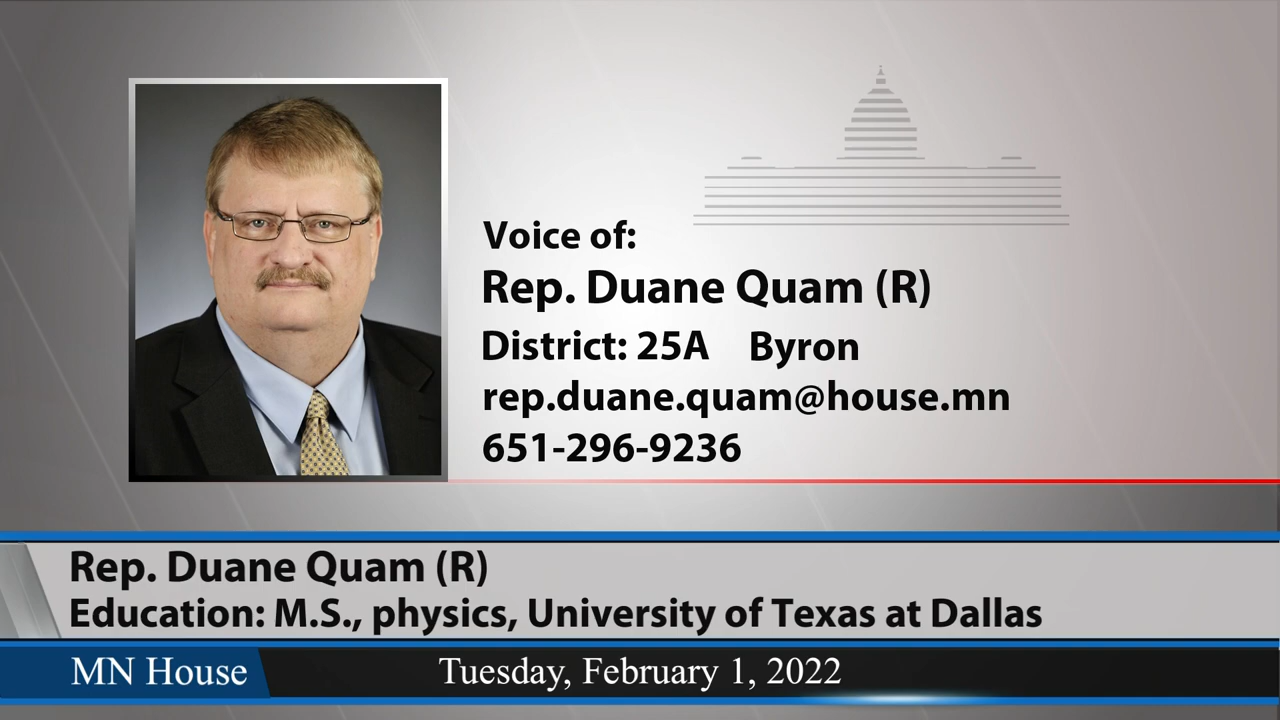 Voice of:
Rep. Duane Quam (R)
District: 25A Byron
rep.duane.quam@house.mn
651-296-9236
Rep. Duane Quam (R)
Education: M.S., physics, University of Texas at Dallas
MN House Tuesday, February 1, 2022